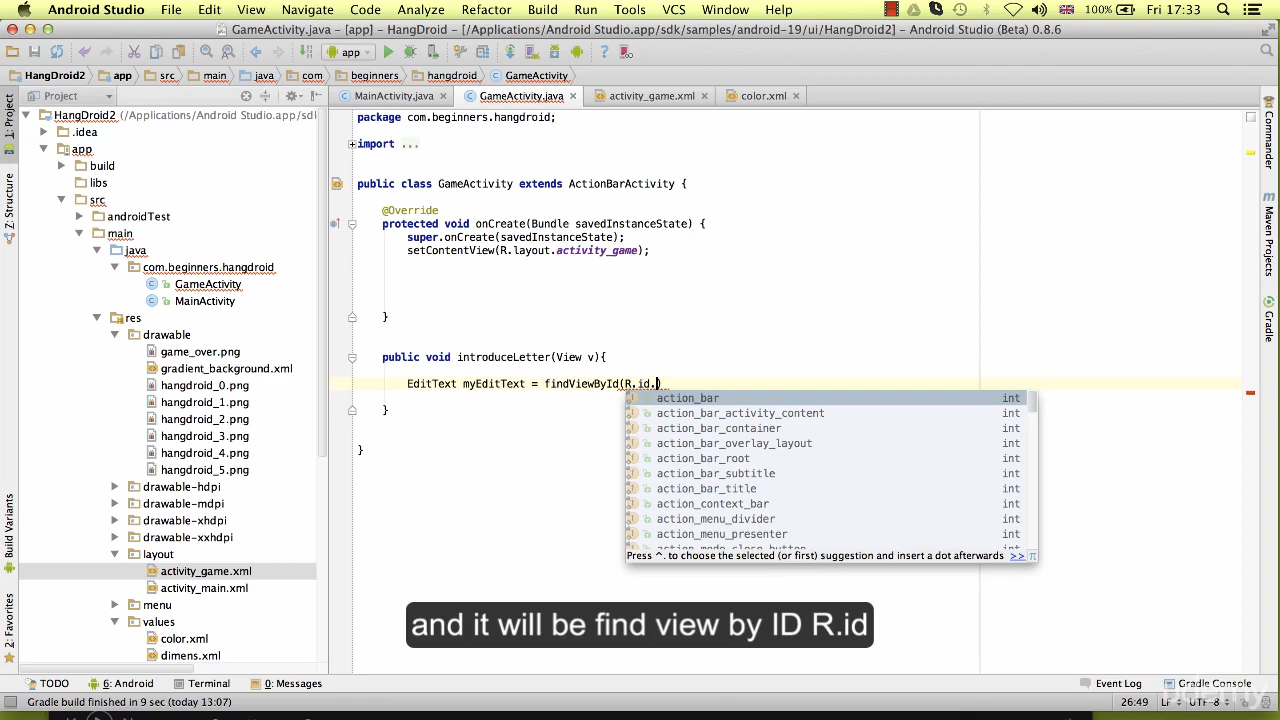 Android Studio File Edit View Navigate Code Analyze Refactor Build Run Tools VCS Window Help 100% Fri 17:33
GameActivity.java - [app] - HangDroid2 - [/Applications/Android Studio.app/sdk/samples/android-19/ui/HangDroid2] - Android Studio (Beta) 0.8.6
app
HangDroid2 app src main java com beginners hangdroid GameActivity
Project MainActivity.java GameActivity.java activity_game.xml color.xml
HangDroid2 (/Applications/Android Studio.app/sd
.idea
app
build
libs
src
androidTest
main
java
com.beginners.hangdroid
GameActivity
MainActivity
res
drawable
game_over.png
gradient_background.xml
hangdroid_0.png
hangdroid_1.png
hangdroid_2.png
hangdroid_3.png
hangdroid_4.png
hangdroid_5.png
drawable-hdpi
drawable-mdpi
drawable-xhdpi
drawable-xxhdpi
layout
activity_game.xml
activity_main.xml
menu
values
color.xml
dimens.xml
1: Project
Z: Structure
Build Variants
2: Favorites
package com.beginners.hangdroid;
import ...
public class GameActivity extends ActionBarActivity {
@Override
protected void onCreate(Bundle savedInstanceState) {
super.onCreate(savedInstanceState);
setContentView(R.layout.activity_game);
}
public void introduceLetter(View v){
EditText myEditText = findViewById(R.id.)
}
}
action_bar int
action_bar_activity_content int
action_bar_container int
action_bar_overlay_layout int
action_bar_root int
action_bar_subtitle int
action_bar_title int
action_context_bar int
action_menu_divider int
action_menu_presenter int
action_mode_close_button int
Press ^. to choose the selected (or first) suggestion and insert a dot afterwards >> π
and it will be find view by ID R.id
Commander
Maven Projects
Gradle
TODO 6: Android Terminal 0: Messages Event Log Gradle Console
Gradle build finished in 9 sec (today 13:07) 26:49 LF UTF-8
udemy